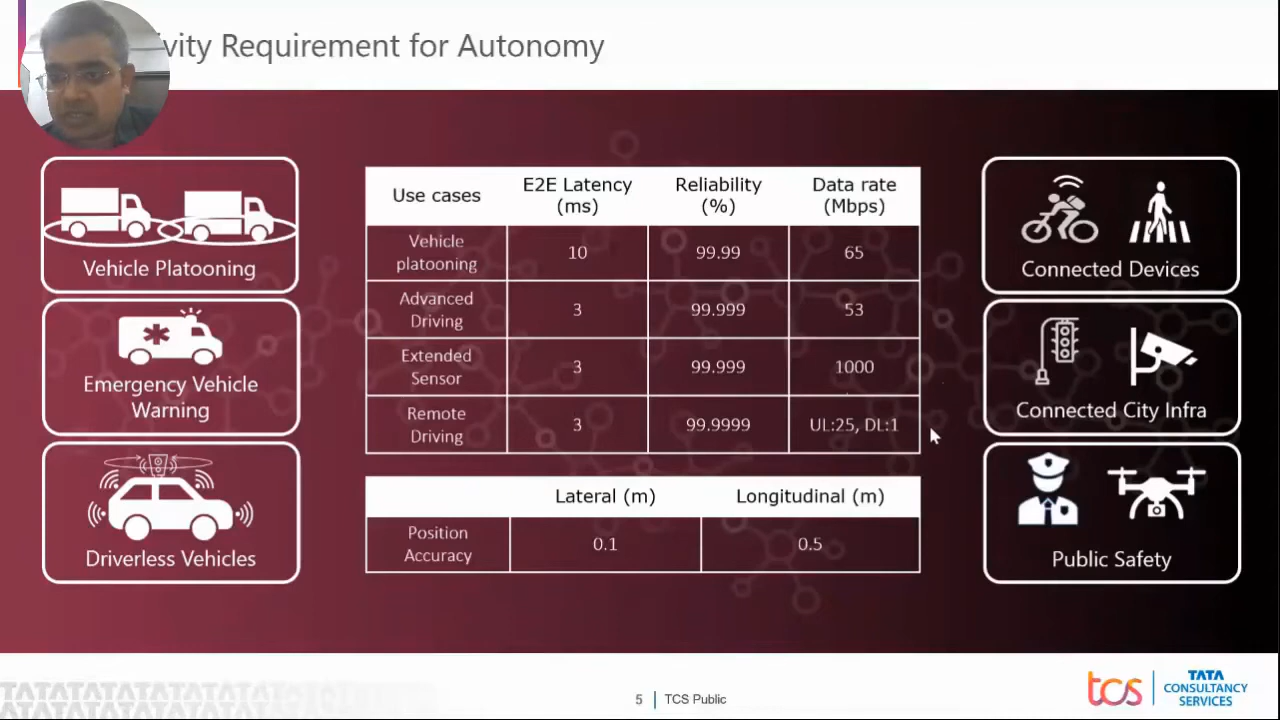 ivity Requirement for Autonomy
Vehicle Platooning
Emergency Vehicle
Warning
Driverless Vehicles
Use cases
E2E Latency
(ms)
Reliability
(%)
Data rate
(Mbps)
Vehicle
platooning
10
99.99
65
Advanced
Driving
3
99.999
53
Extended
Sensor
3
99.999
1000
Remote
Driving
3
99.9999
UL:25, DL:1
Lateral (m)
Longitudinal (m)
Position
Accuracy
0.1
0.5
Connected Devices
Connected City Infra
Public Safety
5
TCS Public
tcs
TATA
CONSULTANCY
SERVICES